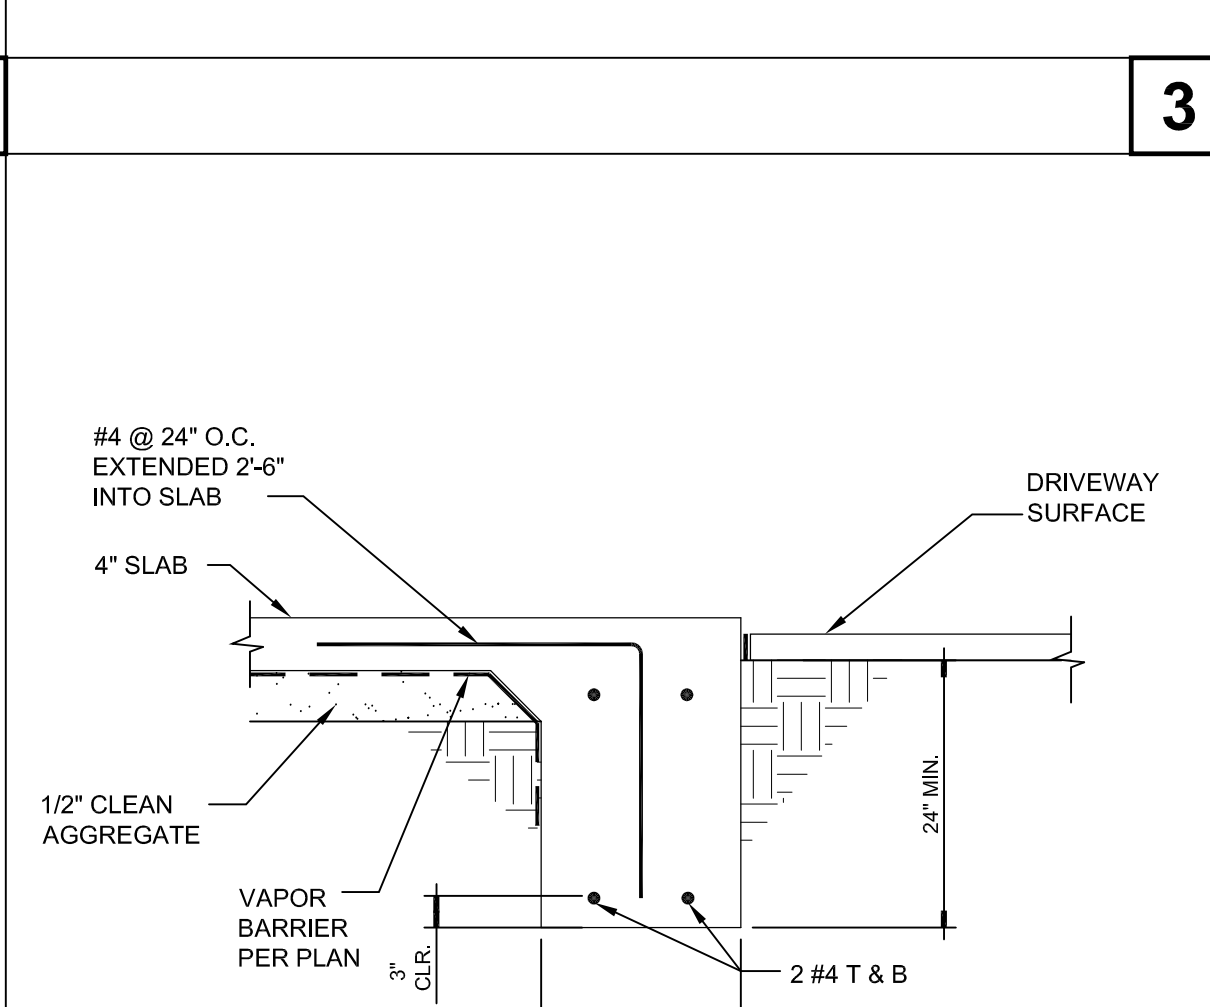 3
#4 @ 24" O.C.
EXTENDED 2'-6"
INTO SLAB
DRIVEWAY
SURFACE
4" SLAB
24" MIN.
1/2" CLEAN
AGGREGATE
VAPOR
BARRIER
PER PLAN
3"
CLR.
2 #4 T & B